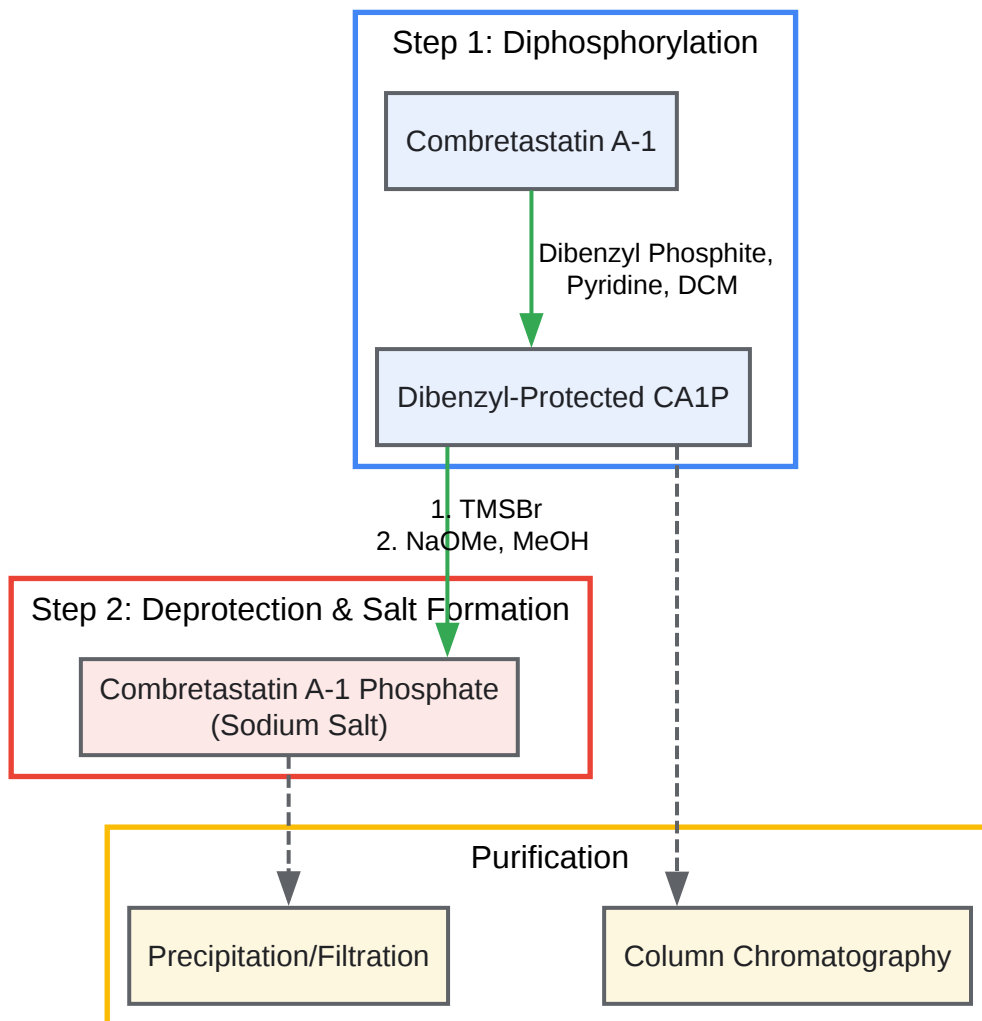 Step 1: Diphosphorylation
Combretastatin A-1
Dibenzyl Phosphite,
Pyridine, DCM
Dibenzyl-Protected CA1P
1. TMSBr
2. NaOMe, MeOH
Step 2: Deprotection & Salt Formation
Combretastatin A-1 Phosphate
(Sodium Salt)
Purification
Precipitation/Filtration
Column Chromatography